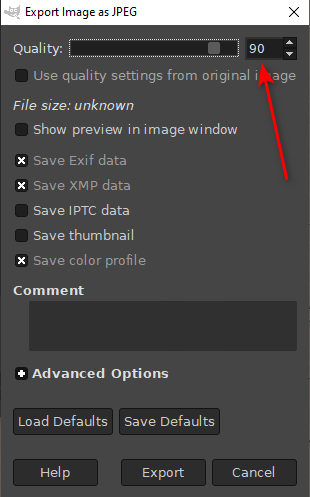 Export Image as JPEG
Quality: 90
Use quality settings from original image
File size: unknown
Show preview in image window
Save Exif data
Save XMP data
Save IPTC data
Save thumbnail
Save color profile
Comment
Advanced Options
Load Defaults Save Defaults
Help Export Cancel